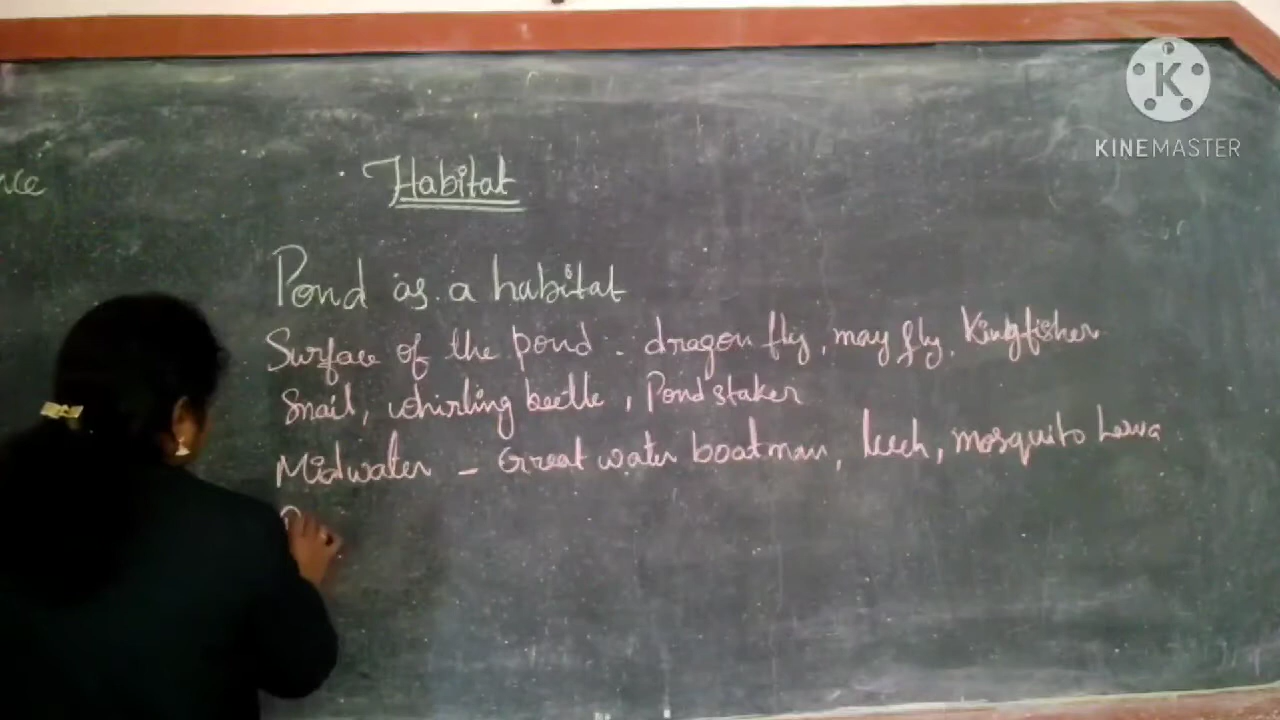 KINEMASTER
Habitat
Pond as a habitat
Surface of the pond - dragon fly, may fly, Kingfisher
Snail, whirling beetle, Pond staker
Midwater - Great water boatman, leech, mosquito Larva